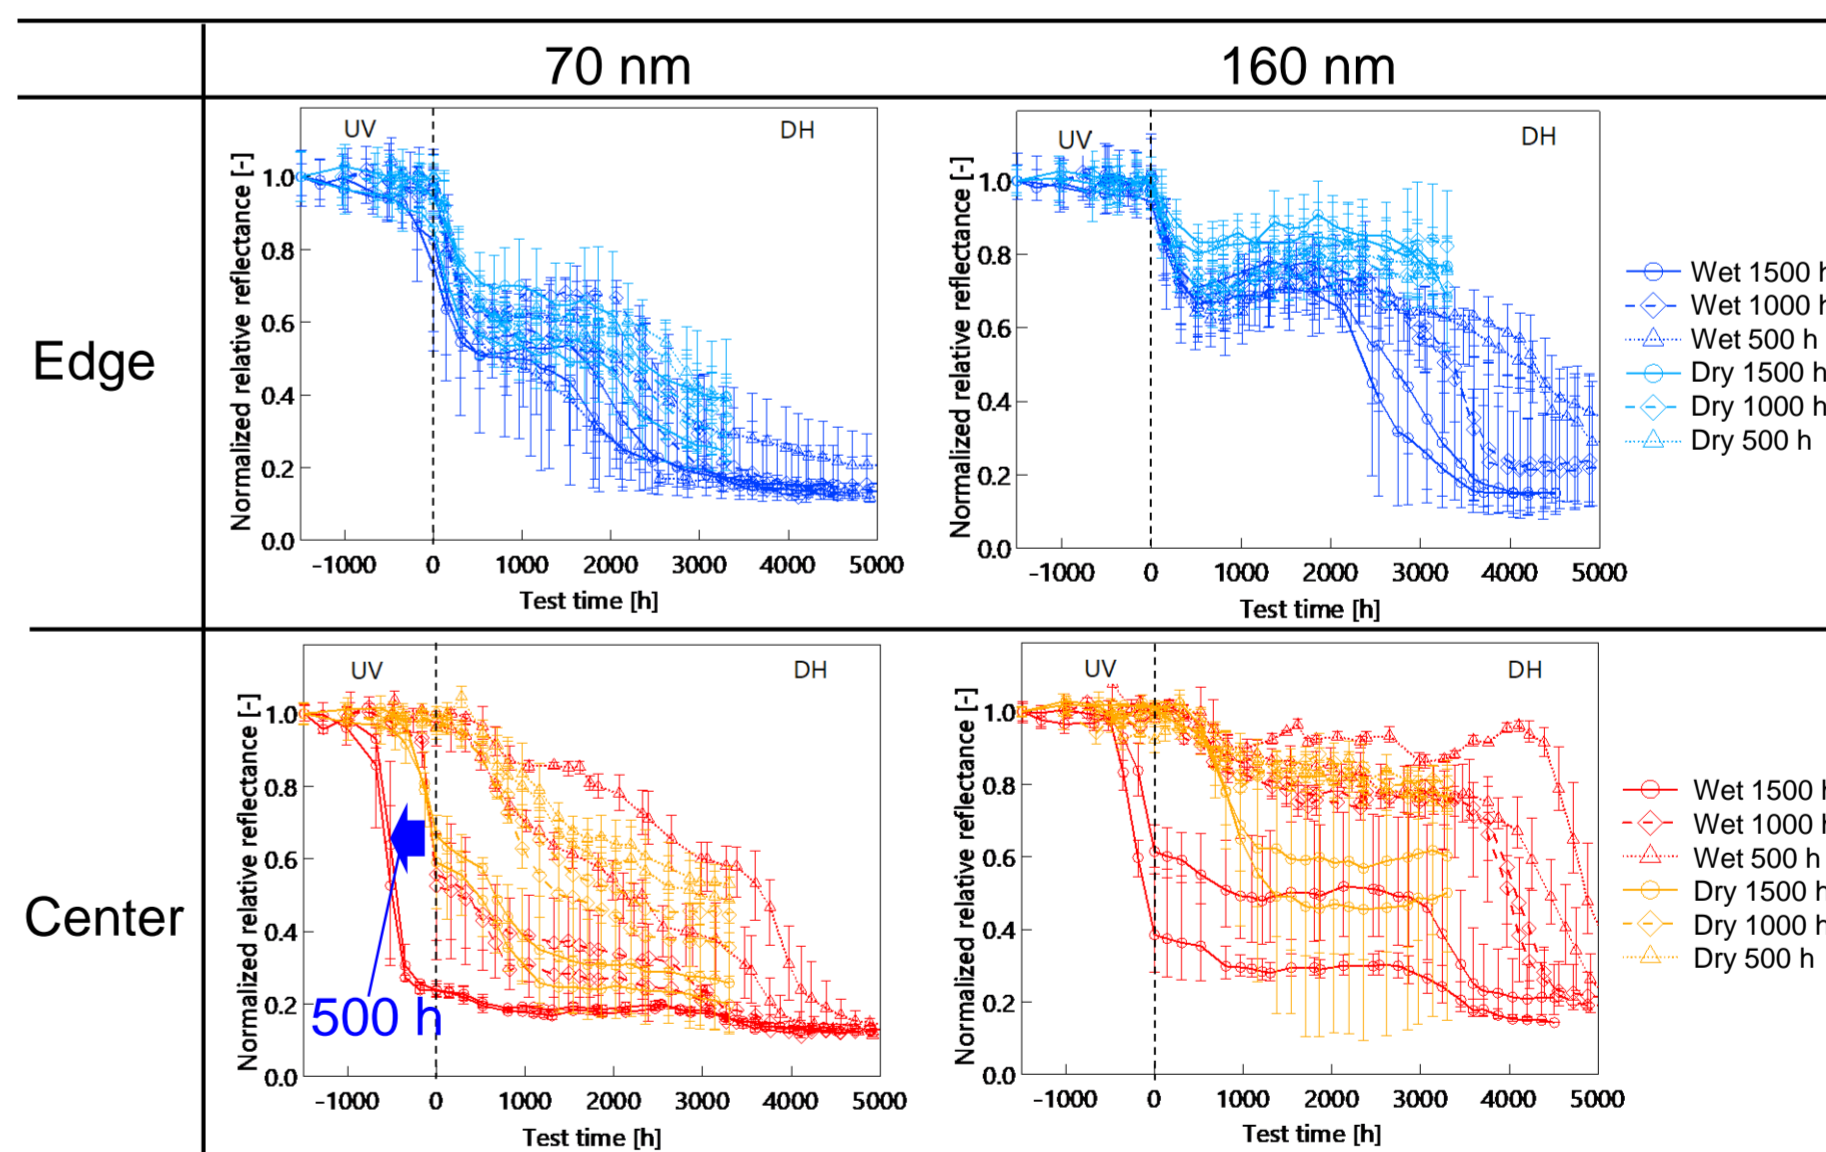 70 nm 160 nm
Edge
UV DH
Normalized relative reflectance [-]
1.0
0.8
0.6
0.4
0.2
0.0
-1000 0 1000 2000 3000 4000 5000
Test time [h]
UV DH
Normalized relative reflectance [-]
1.0
0.8
0.6
0.4
0.2
0.0
-1000 0 1000 2000 3000 4000 5000
Test time [h]
Wet 1500 h
Wet 1000 h
Wet 500 h
Dry 1500 h
Dry 1000 h
Dry 500 h
Center
UV DH
Normalized relative reflectance [-]
1.0
0.8
0.6
0.4
0.2
0.0
500 h
-1000 0 1000 2000 3000 4000 5000
Test time [h]
UV DH
Normalized relative reflectance [-]
1.0
0.8
0.6
0.4
0.2
0.0
-1000 0 1000 2000 3000 4000 5000
Test time [h]
Wet 1500 h
Wet 1000 h
Wet 500 h
Dry 1500 h
Dry 1000 h
Dry 500 h